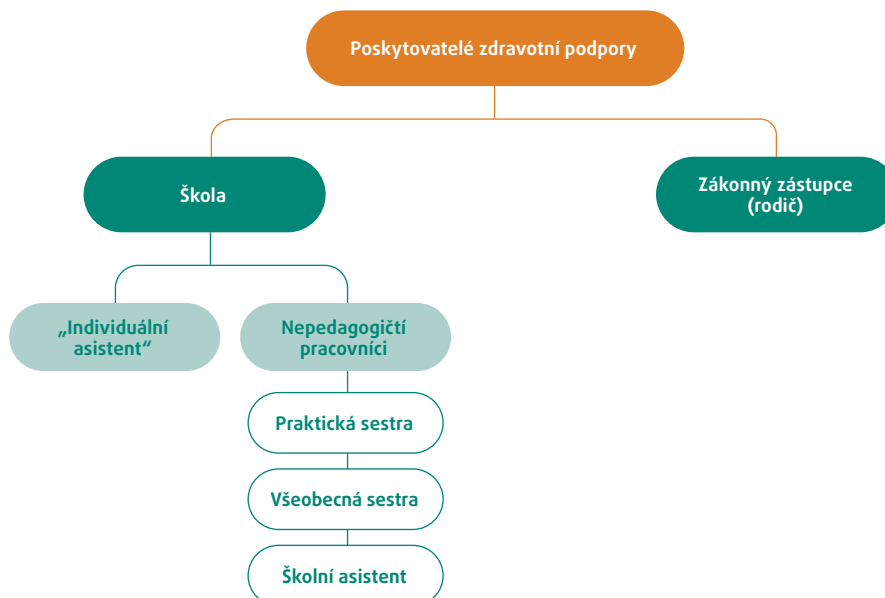 Poskytovatelé zdravotní podpory
Škola
Zákonný zástupce
(rodič)
„Individuální
asistent“
Nepedagogičtí
pracovníci
Praktická sestra
Všeobecná sestra
Školní asistent